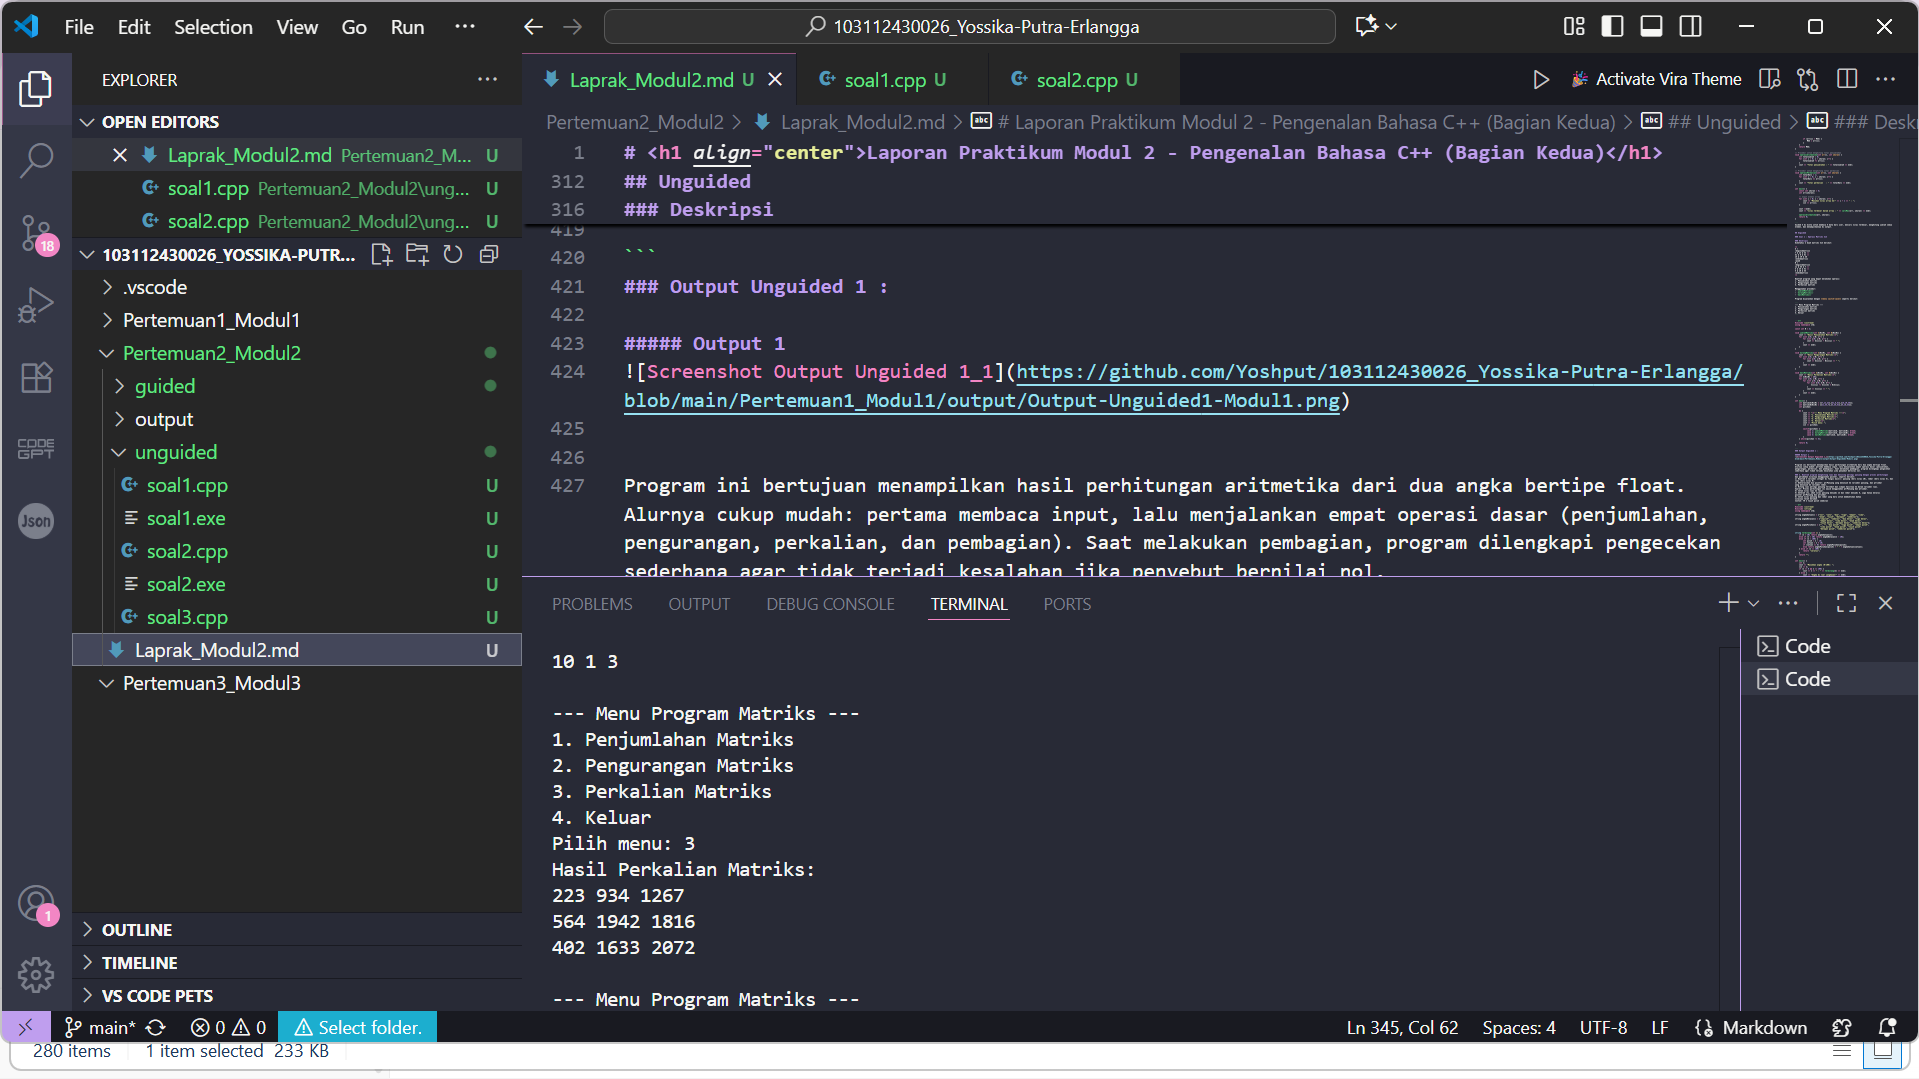 File Edit Selection View Go Run ···
103112430026_Yossika-Putra-Erlangga
EXPLORER
Laprak_Modul2.md U
soal1.cpp U
soal2.cpp U
Activate Vira Theme
OPEN EDITORS
Laprak_Modul2.md Pertemuan2_M... U
soal1.cpp Pertemuan2_Modul2\ung... U
soal2.cpp Pertemuan2_Modul2\ung... U
103112430026_YOSSIKA-PUTR...
.vscode
Pertemuan1_Modul1
Pertemuan2_Modul2
guided
output
unguided
soal1.cpp U
soal1.exe U
soal2.cpp U
soal2.exe U
soal3.cpp U
Laprak_Modul2.md U
Pertemuan3_Modul3
OUTLINE
TIMELINE
VS CODE PETS
18
CODE
GPT
Json
1
Pertemuan2_Modul2 > Laprak_Modul2.md > # Laporan Praktikum Modul 2 - Pengenalan Bahasa C++ (Bagian Kedua) > ## Unguided > ### Desk
1 # <h1 align="center">Laporan Praktikum Modul 2 - Pengenalan Bahasa C++ (Bagian Kedua)</h1>
312 ## Unguided
316 ### Deskripsi
419
420 ```
421 ### Output Unguided 1 :
422
423 ##### Output 1
424 ![Screenshot Output Unguided 1_1](https://github.com/Yoshput/103112430026_Yossika-Putra-Erlangga/
blob/main/Pertemuan1_Modul1/output/Output-Unguided1-Modul1.png)
425
426
427 Program ini bertujuan menampilkan hasil perhitungan aritmetika dari dua angka bertipe float.
Alurnya cukup mudah: pertama membaca input, lalu menjalankan empat operasi dasar (penjumlahan,
pengurangan, perkalian, dan pembagian). Saat melakukan pembagian, program dilengkapi pengecekan
sederhana agar tidak terjadi kesalahan jika penyebut bernilai nol.
PROBLEMS OUTPUT DEBUG CONSOLE TERMINAL PORTS
Code
Code
10 1 3
--- Menu Program Matriks ---
1. Penjumlahan Matriks
2. Pengurangan Matriks
3. Perkalian Matriks
4. Keluar
Pilih menu: 3
Hasil Perkalian Matriks:
223 934 1267
564 1942 1816
402 1633 2072
--- Menu Program Matriks ---
main* 0 0 Select folder. Ln 345, Col 62 Spaces: 4 UTF-8 LF Markdown
280 items 1 item selected 233 KB